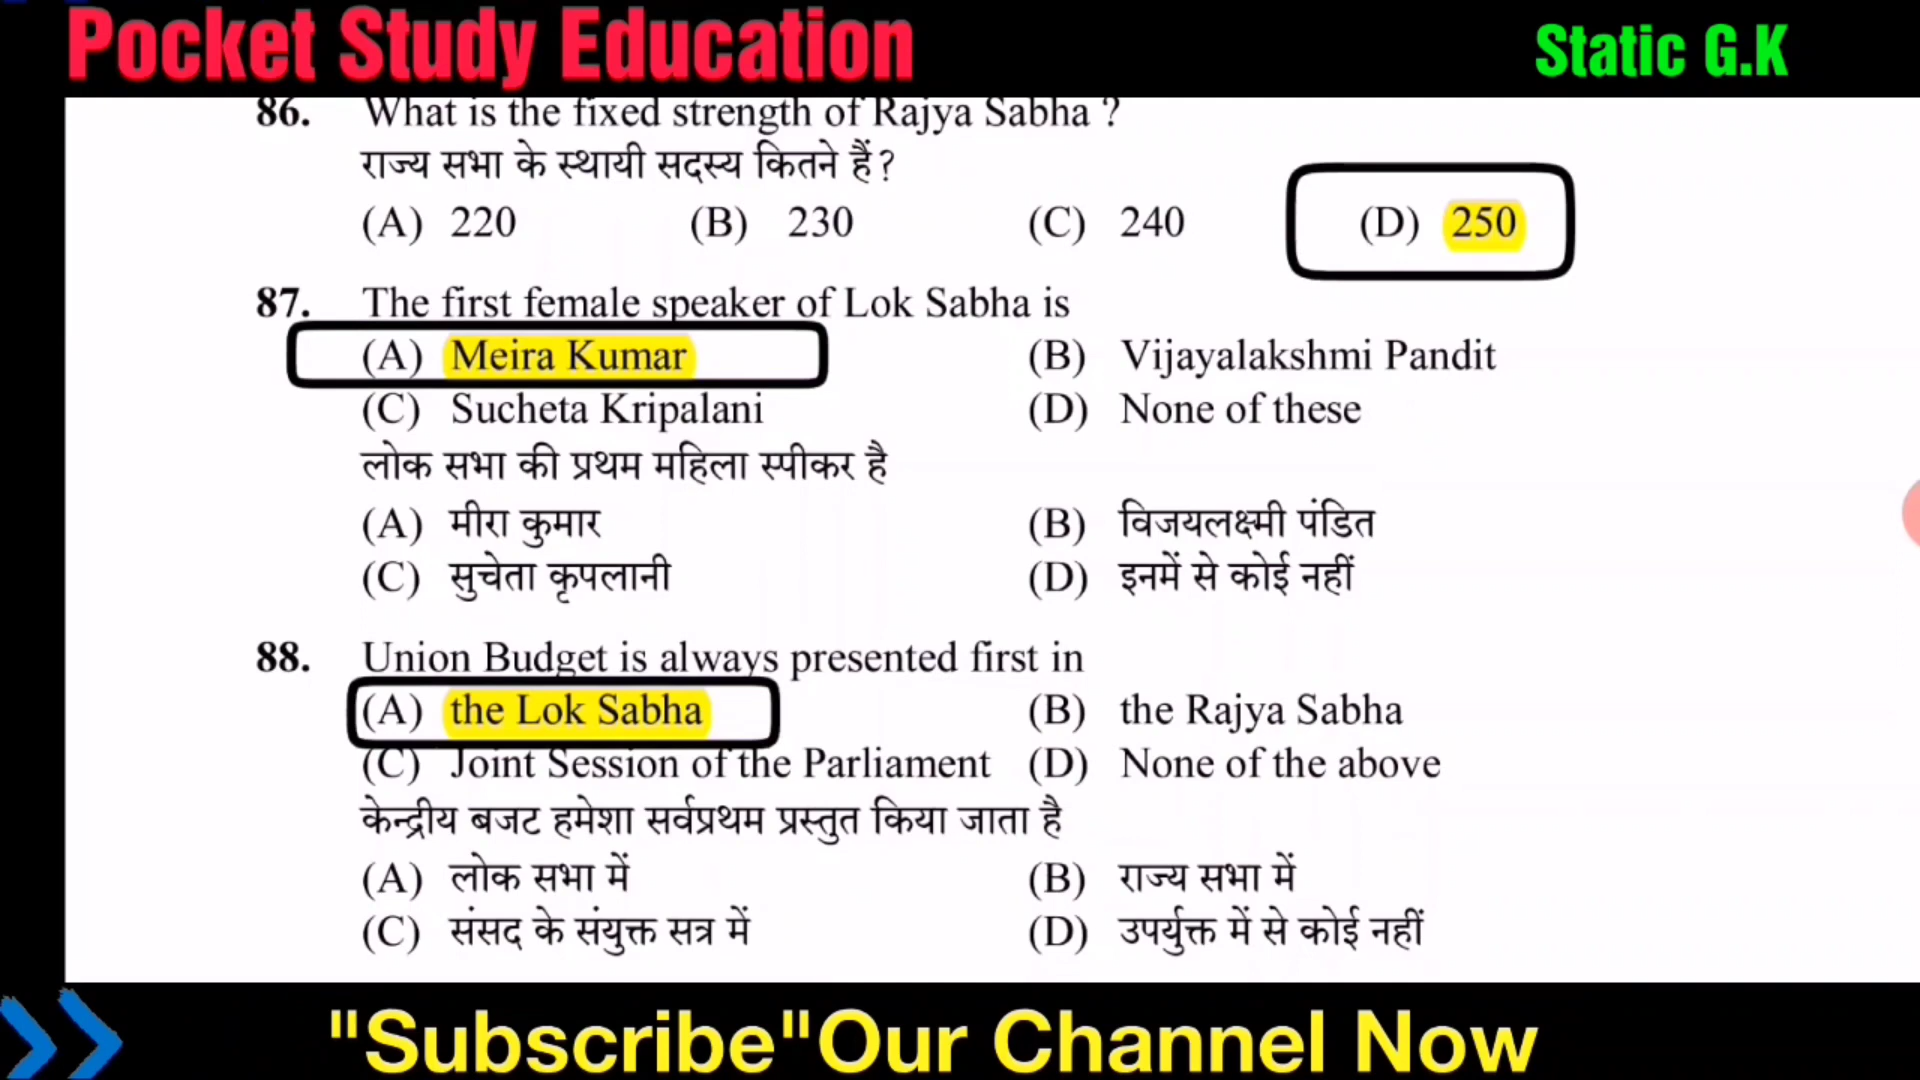 Pocket Study Education
Static G.K
86. What is the fixed strength of Rajya Sabha ?
राज्य सभा के स्थायी सदस्य कितने हैं ?
(A) 220 (B) 230 (C) 240 (D) 250
87. The first female speaker of Lok Sabha is
(A) Meira Kumar (B) Vijayalakshmi Pandit
(C) Sucheta Kripalani (D) None of these
लोक सभा की प्रथम महिला स्पीकर है
(A) मीरा कुमार (B) विजयलक्ष्मी पंडित
(C) सुचेता कृपलानी (D) इनमें से कोई नहीं
88. Union Budget is always presented first in
(A) the Lok Sabha (B) the Rajya Sabha
(C) Joint Session of the Parliament (D) None of the above
केन्द्रीय बजट हमेशा सर्वप्रथम प्रस्तुत किया जाता है
(A) लोक सभा में (B) राज्य सभा में
(C) संसद के संयुक्त सत्र में (D) उपर्युक्त में से कोई नहीं
"Subscribe"Our Channel Now